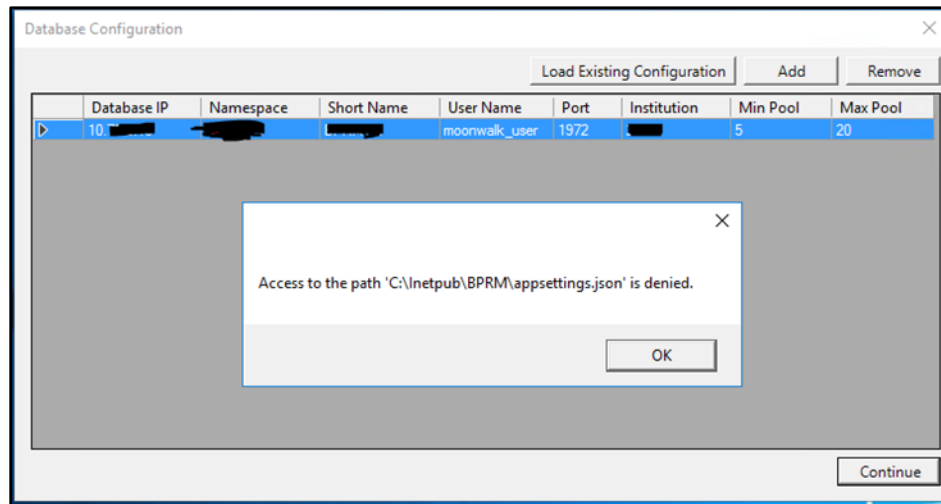 Database Configuration
Load Existing Configuration Add Remove
Database IP Namespace Short Name User Name Port Institution Min Pool Max Pool
10. moonwalk_user 1972 5 20
Access to the path 'C:\Inetpub\BPRM\appsettings.json' is denied.
OK
Continue